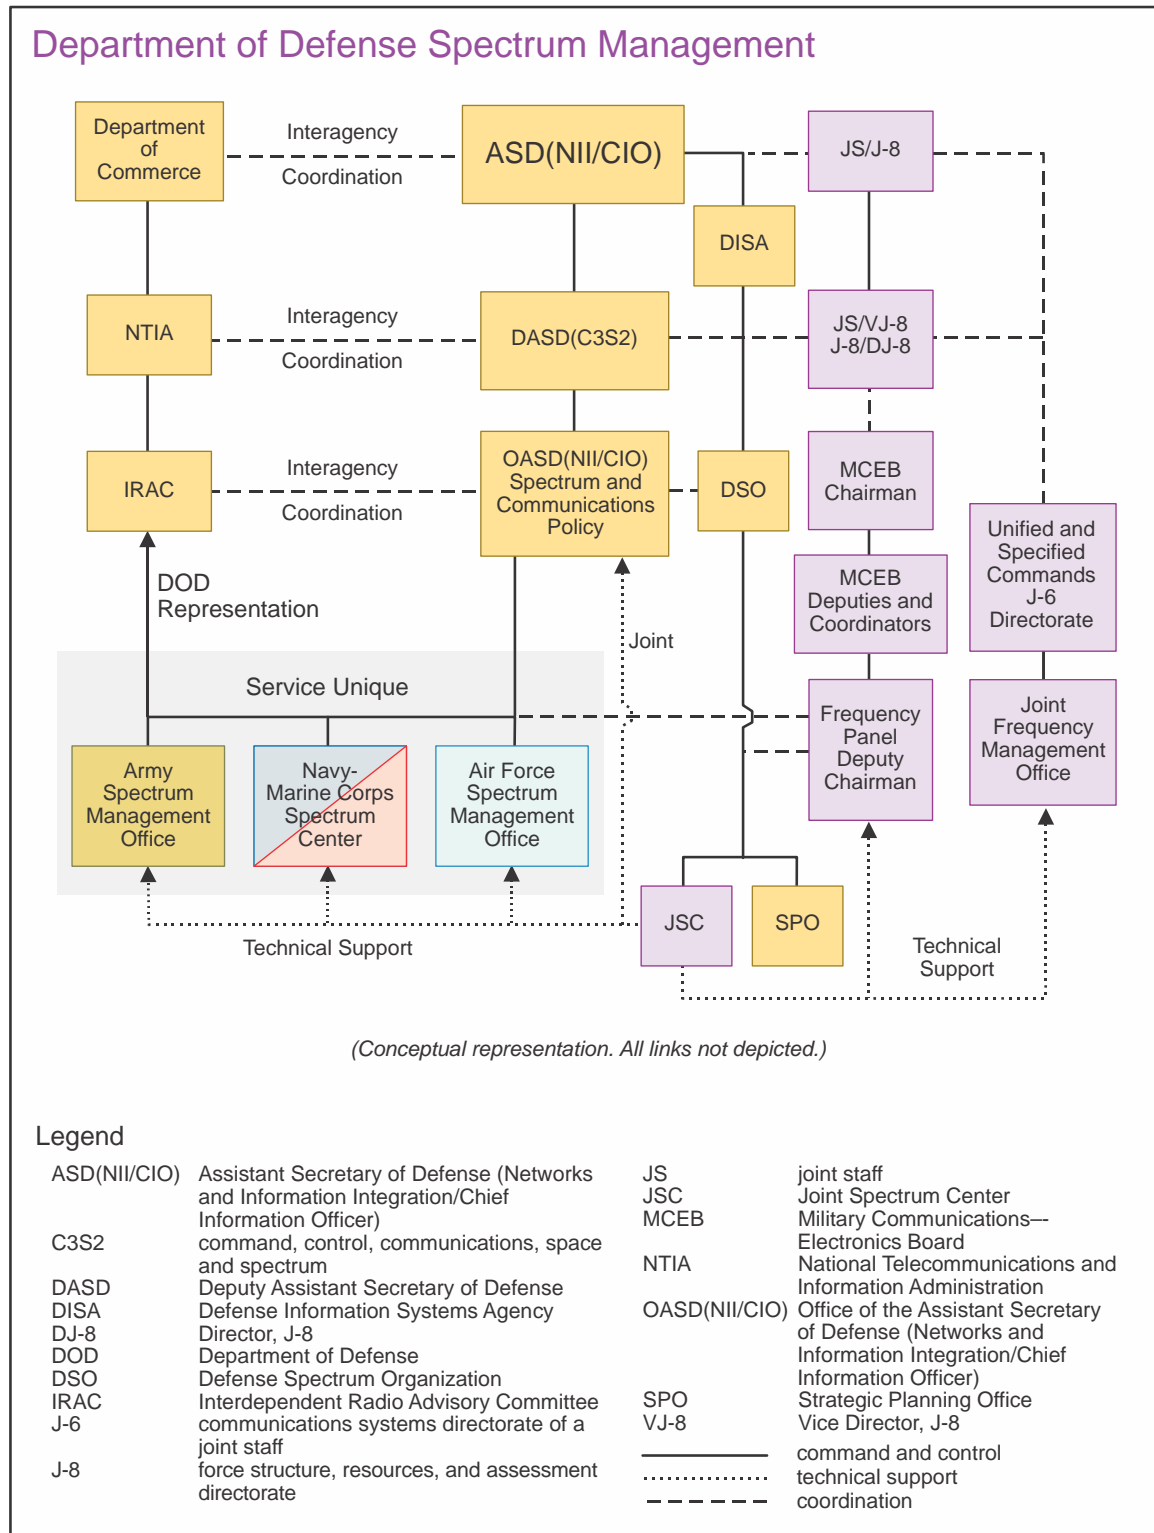 Department of Defense Spectrum Management
Department
of
Commerce
Interagency
Coordination
ASD(NII/CIO)
JS/J-8
DISA
NTIA
Interagency
Coordination
DASD(C3S2)
JS/VJ-8
J-8/DJ-8
IRAC
Interagency
Coordination
OASD(NII/CIO)
Spectrum and
Communications
Policy
DSO
MCEB
Chairman
Unified and
Specified
Commands
J-6
Directorate
MCEB
Deputies and
Coordinators
DOD
Representation
Joint
Service Unique
Frequency
Panel
Deputy
Chairman
Joint
Frequency
Management
Office
Army
Spectrum
Management
Office
Navy-
Marine Corps
Spectrum
Center
Air Force
Spectrum
Management
Office
JSC
SPO
Technical Support
Technical
Support
(Conceptual representation. All links not depicted.)
Legend
ASD(NII/CIO) Assistant Secretary of Defense (Networks
and Information Integration/Chief
Information Officer)
C3S2 command, control, communications, space
and spectrum
DASD Deputy Assistant Secretary of Defense
DISA Defense Information Systems Agency
DJ-8 Director, J-8
DOD Department of Defense
DSO Defense Spectrum Organization
IRAC Interdependent Radio Advisory Committee
J-6 communications systems directorate of a
joint staff
J-8 force structure, resources, and assessment
directorate
JS joint staff
JSC Joint Spectrum Center
MCEB Military Communications–-
Electronics Board
NTIA National Telecommunications and
Information Administration
OASD(NII/CIO) Office of the Assistant Secretary
of Defense (Networks and
Information Integration/Chief
Information Officer)
SPO Strategic Planning Office
VJ-8 Vice Director, J-8
command and control
technical support
coordination